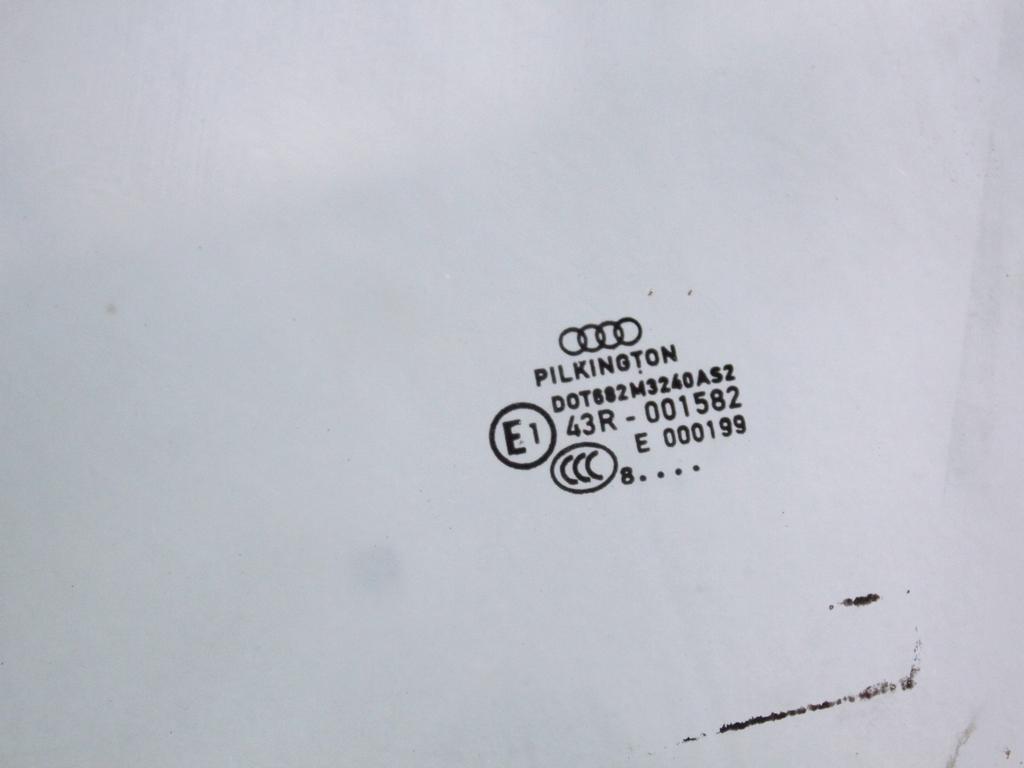 PILKINGTON
DOT682M3240AS2
E1 43R - 001582
E 000199
CCC 8....